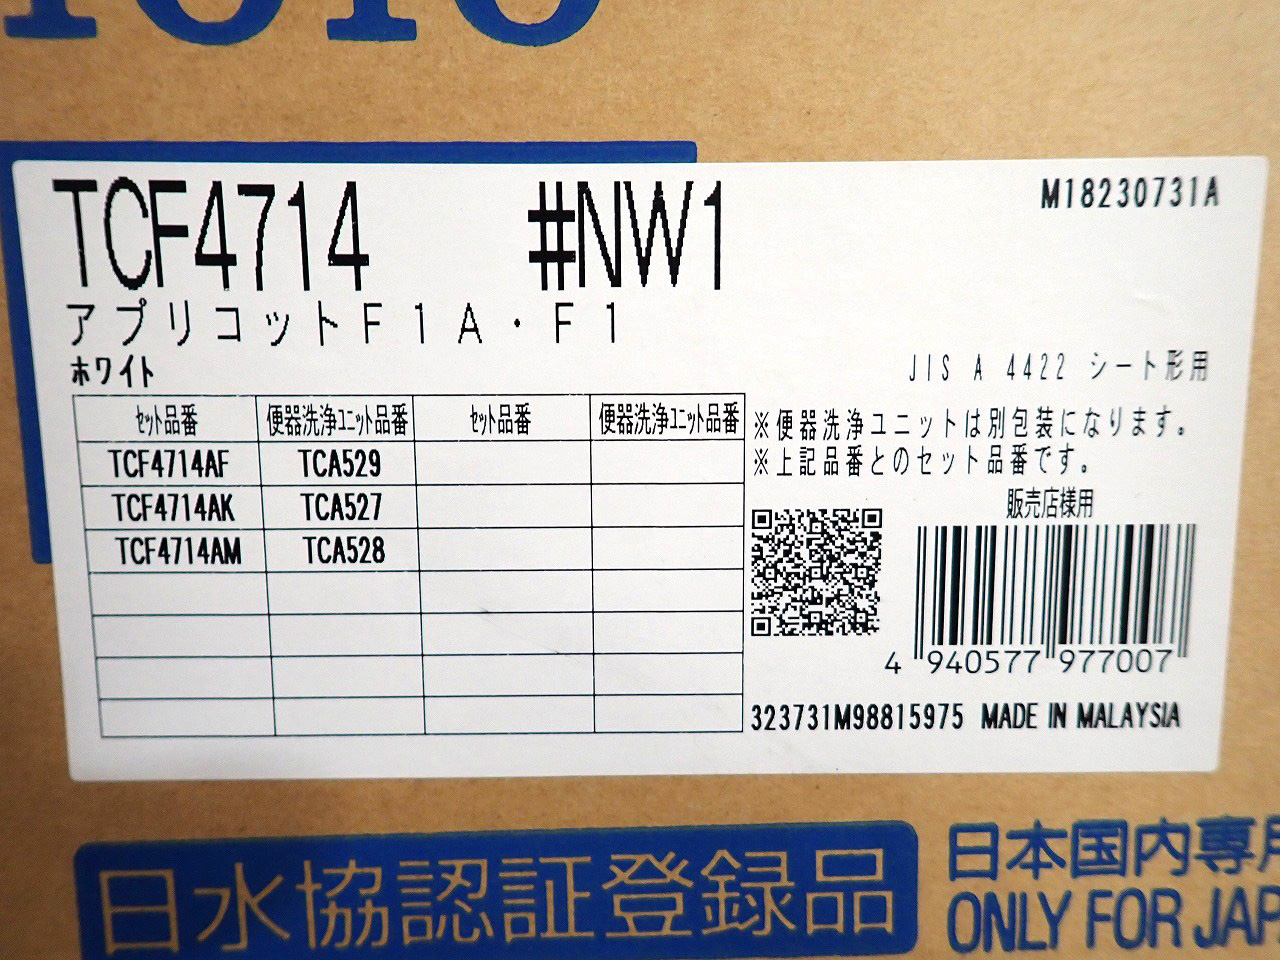 TOTO
TCF4714 #NW1
M18230731A
アプリコットF1A・F1
ホワイト
JIS A 4422 シート形用
セット品番 便器洗浄ユニット品番 セット品番 便器洗浄ユニット品番
TCF4714AF TCA529
TCF4714AK TCA527
TCF4714AM TCA528
※便器洗浄ユニットは別包装になります。
※上記品番とのセット品番です。
販売店様用
4 940577 977007
323731M98815975 MADE IN MALAYSIA
日水協認証登録品
日本国内専用
ONLY FOR JAP